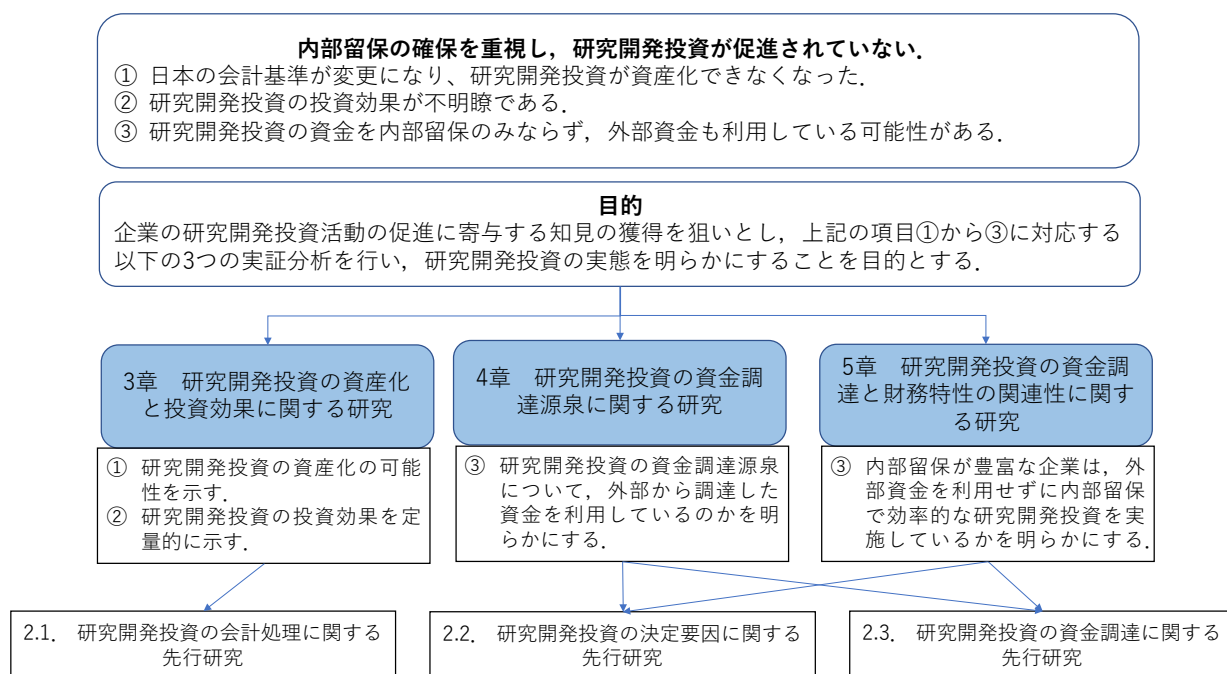 内部留保の確保を重視し，研究開発投資が促進されていない．
① 日本の会計基準が変更になり、研究開発投資が資産化できなくなった．
② 研究開発投資の投資効果が不明瞭である．
③ 研究開発投資の資金を内部留保のみならず，外部資金も利用している可能性がある．
目的
企業の研究開発投資活動の促進に寄与する知見の獲得を狙いとし，上記の項目①から③に対応する
以下の3つの実証分析を行い，研究開発投資の実態を明らかにすることを目的とする．
3章　研究開発投資の資産化
と投資効果に関する研究
4章　研究開発投資の資金調
達源泉に関する研究
5章　研究開発投資の資金調
達と財務特性の関連性に関す
る研究
① 研究開発投資の資産化の可能
性を示す．
② 研究開発投資の投資効果を定
量的に示す．
③ 研究開発投資の資金調達源泉
について，外部から調達した
資金を利用しているのかを明
らかにする．
③ 内部留保が豊富な企業は，外
部資金を利用せずに内部留保
で効率的な研究開発投資を実
施しているかを明らかにする．
2.1． 研究開発投資の会計処理に関する
先行研究
2.2． 研究開発投資の決定要因に関する
先行研究
2.3． 研究開発投資の資金調達に関する
先行研究